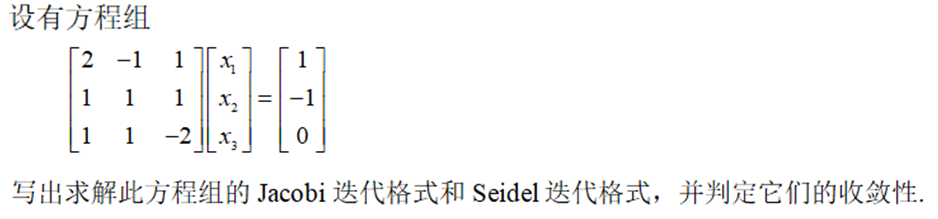 设有方程组
[2 −1 1] [x₁] [1]
[1 1 1] [x₂] = [−1]
[1 1 −2] [x₃] [0]
写出求解此方程组的 Jacobi 迭代格式和 Seidel 迭代格式，并判定它们的收敛性.